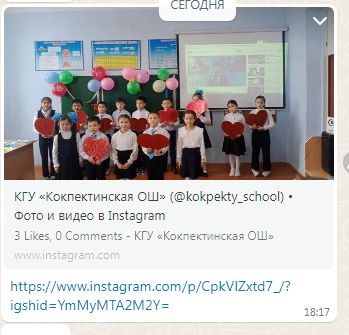 СЕГОДНЯ
КГУ «Кокпектинская ОШ» (@kokpekty_school) •
Фото и видео в Instagram
3 Likes, 0 Comments - КГУ «Кокпектинская ОШ»
www.instagram.com
https://www.instagram.com/p/CpkVIZxtd7_/?
igshid=YmMyMTA2M2Y=
18:17